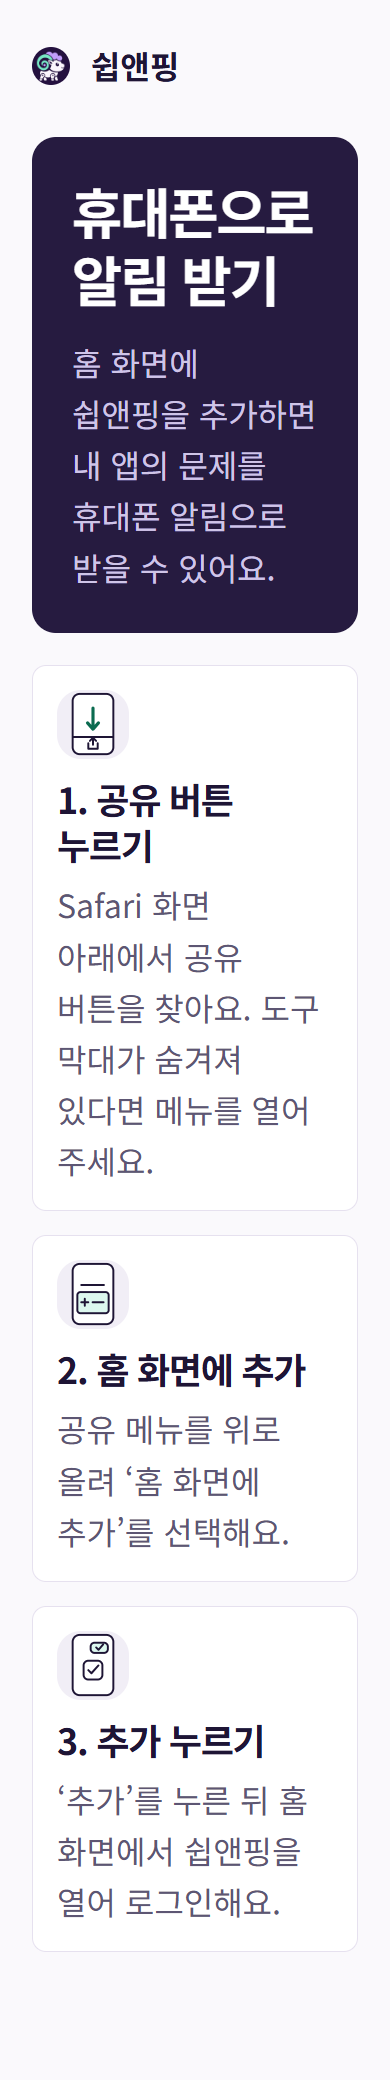 쉽앤핑
휴대폰으로
알림 받기
홈 화면에
쉽앤핑을 추가하면
내 앱의 문제를
휴대폰 알림으로
받을 수 있어요.
1. 공유 버튼
누르기
Safari 화면
아래에서 공유
버튼을 찾아요. 도구
막대가 숨겨져
있다면 메뉴를 열어
주세요.
2. 홈 화면에 추가
공유 메뉴를 위로
올려 ‘홈 화면에
추가’를 선택해요.
3. 추가 누르기
‘추가’를 누른 뒤 홈
화면에서 쉽앤핑을
열어 로그인해요.